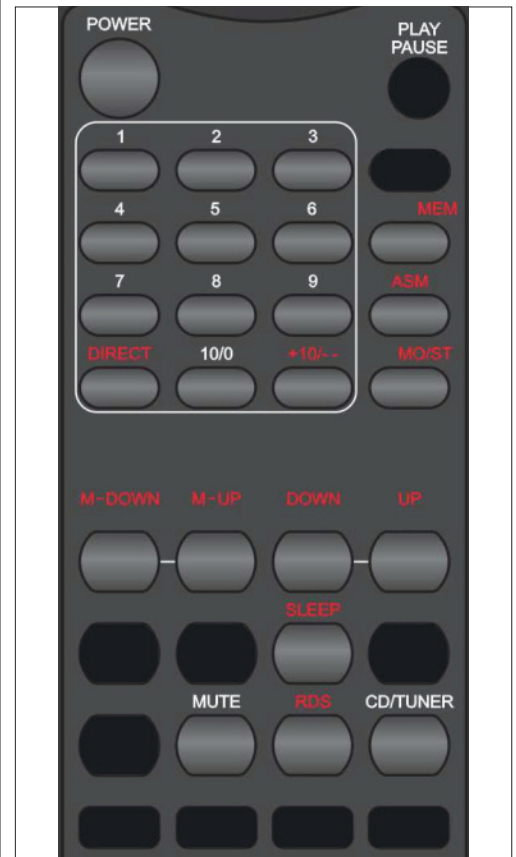 POWER
PLAY
PAUSE
1 2 3
4 5 6 MEM
7 8 9 ASM
DIRECT 10/0 +10/- - MO/ST
M-DOWN M-UP DOWN UP
SLEEP
MUTE RDS CD/TUNER